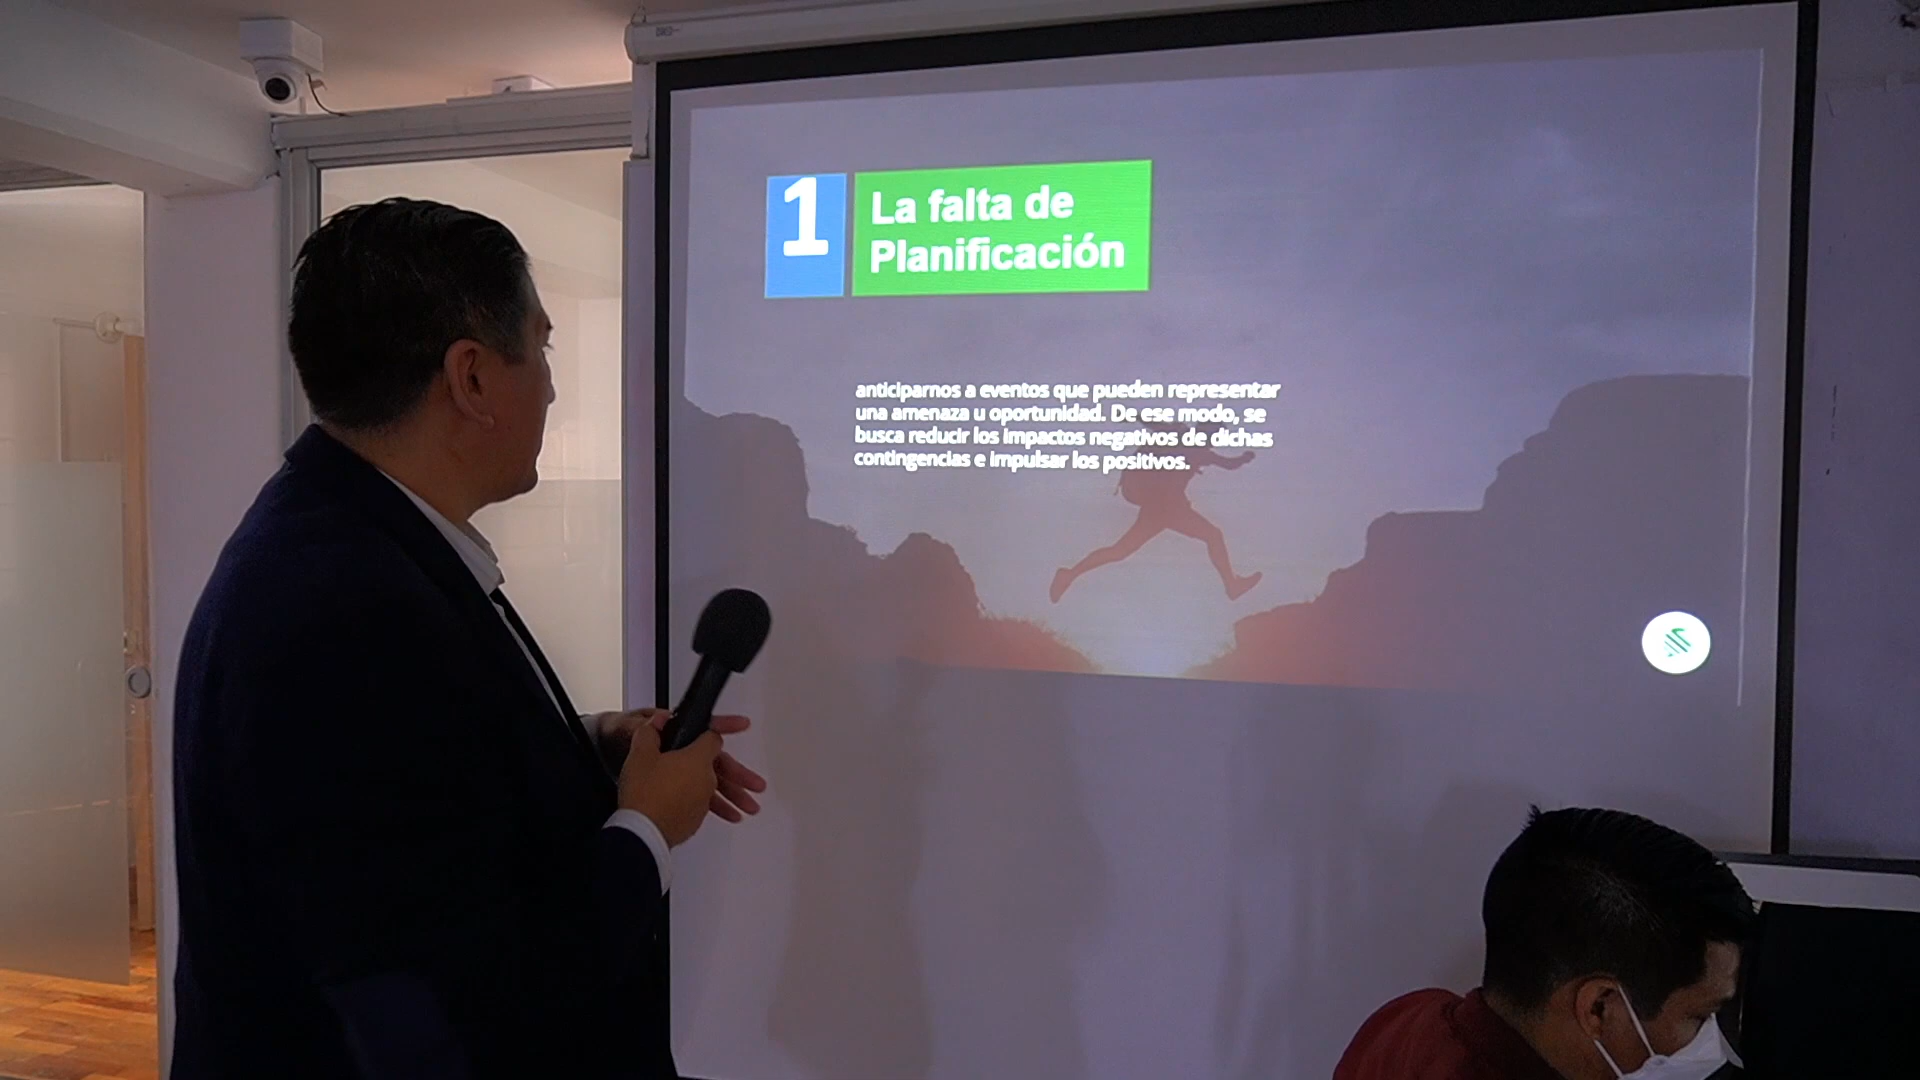 1
La falta de
Planificación
anticiparnos a eventos que pueden representar
una amenaza u oportunidad. De ese modo, se
busca reducir los impactos negativos de dichas
contingencias e impulsar los positivos.